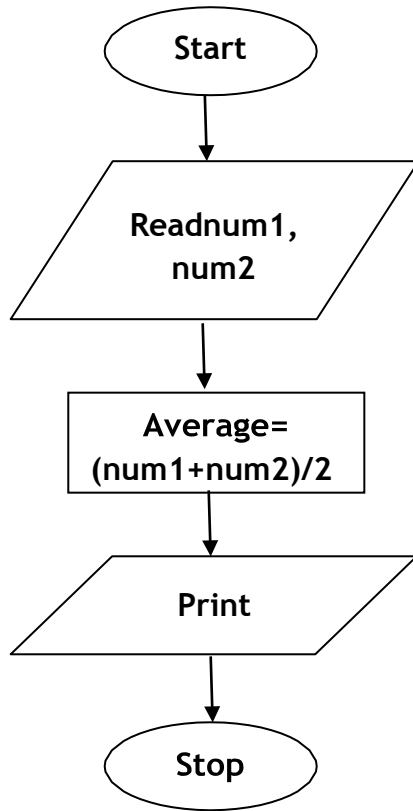 Start
Readnum1,
num2
Average=
(num1+num2)/2
Print
Stop